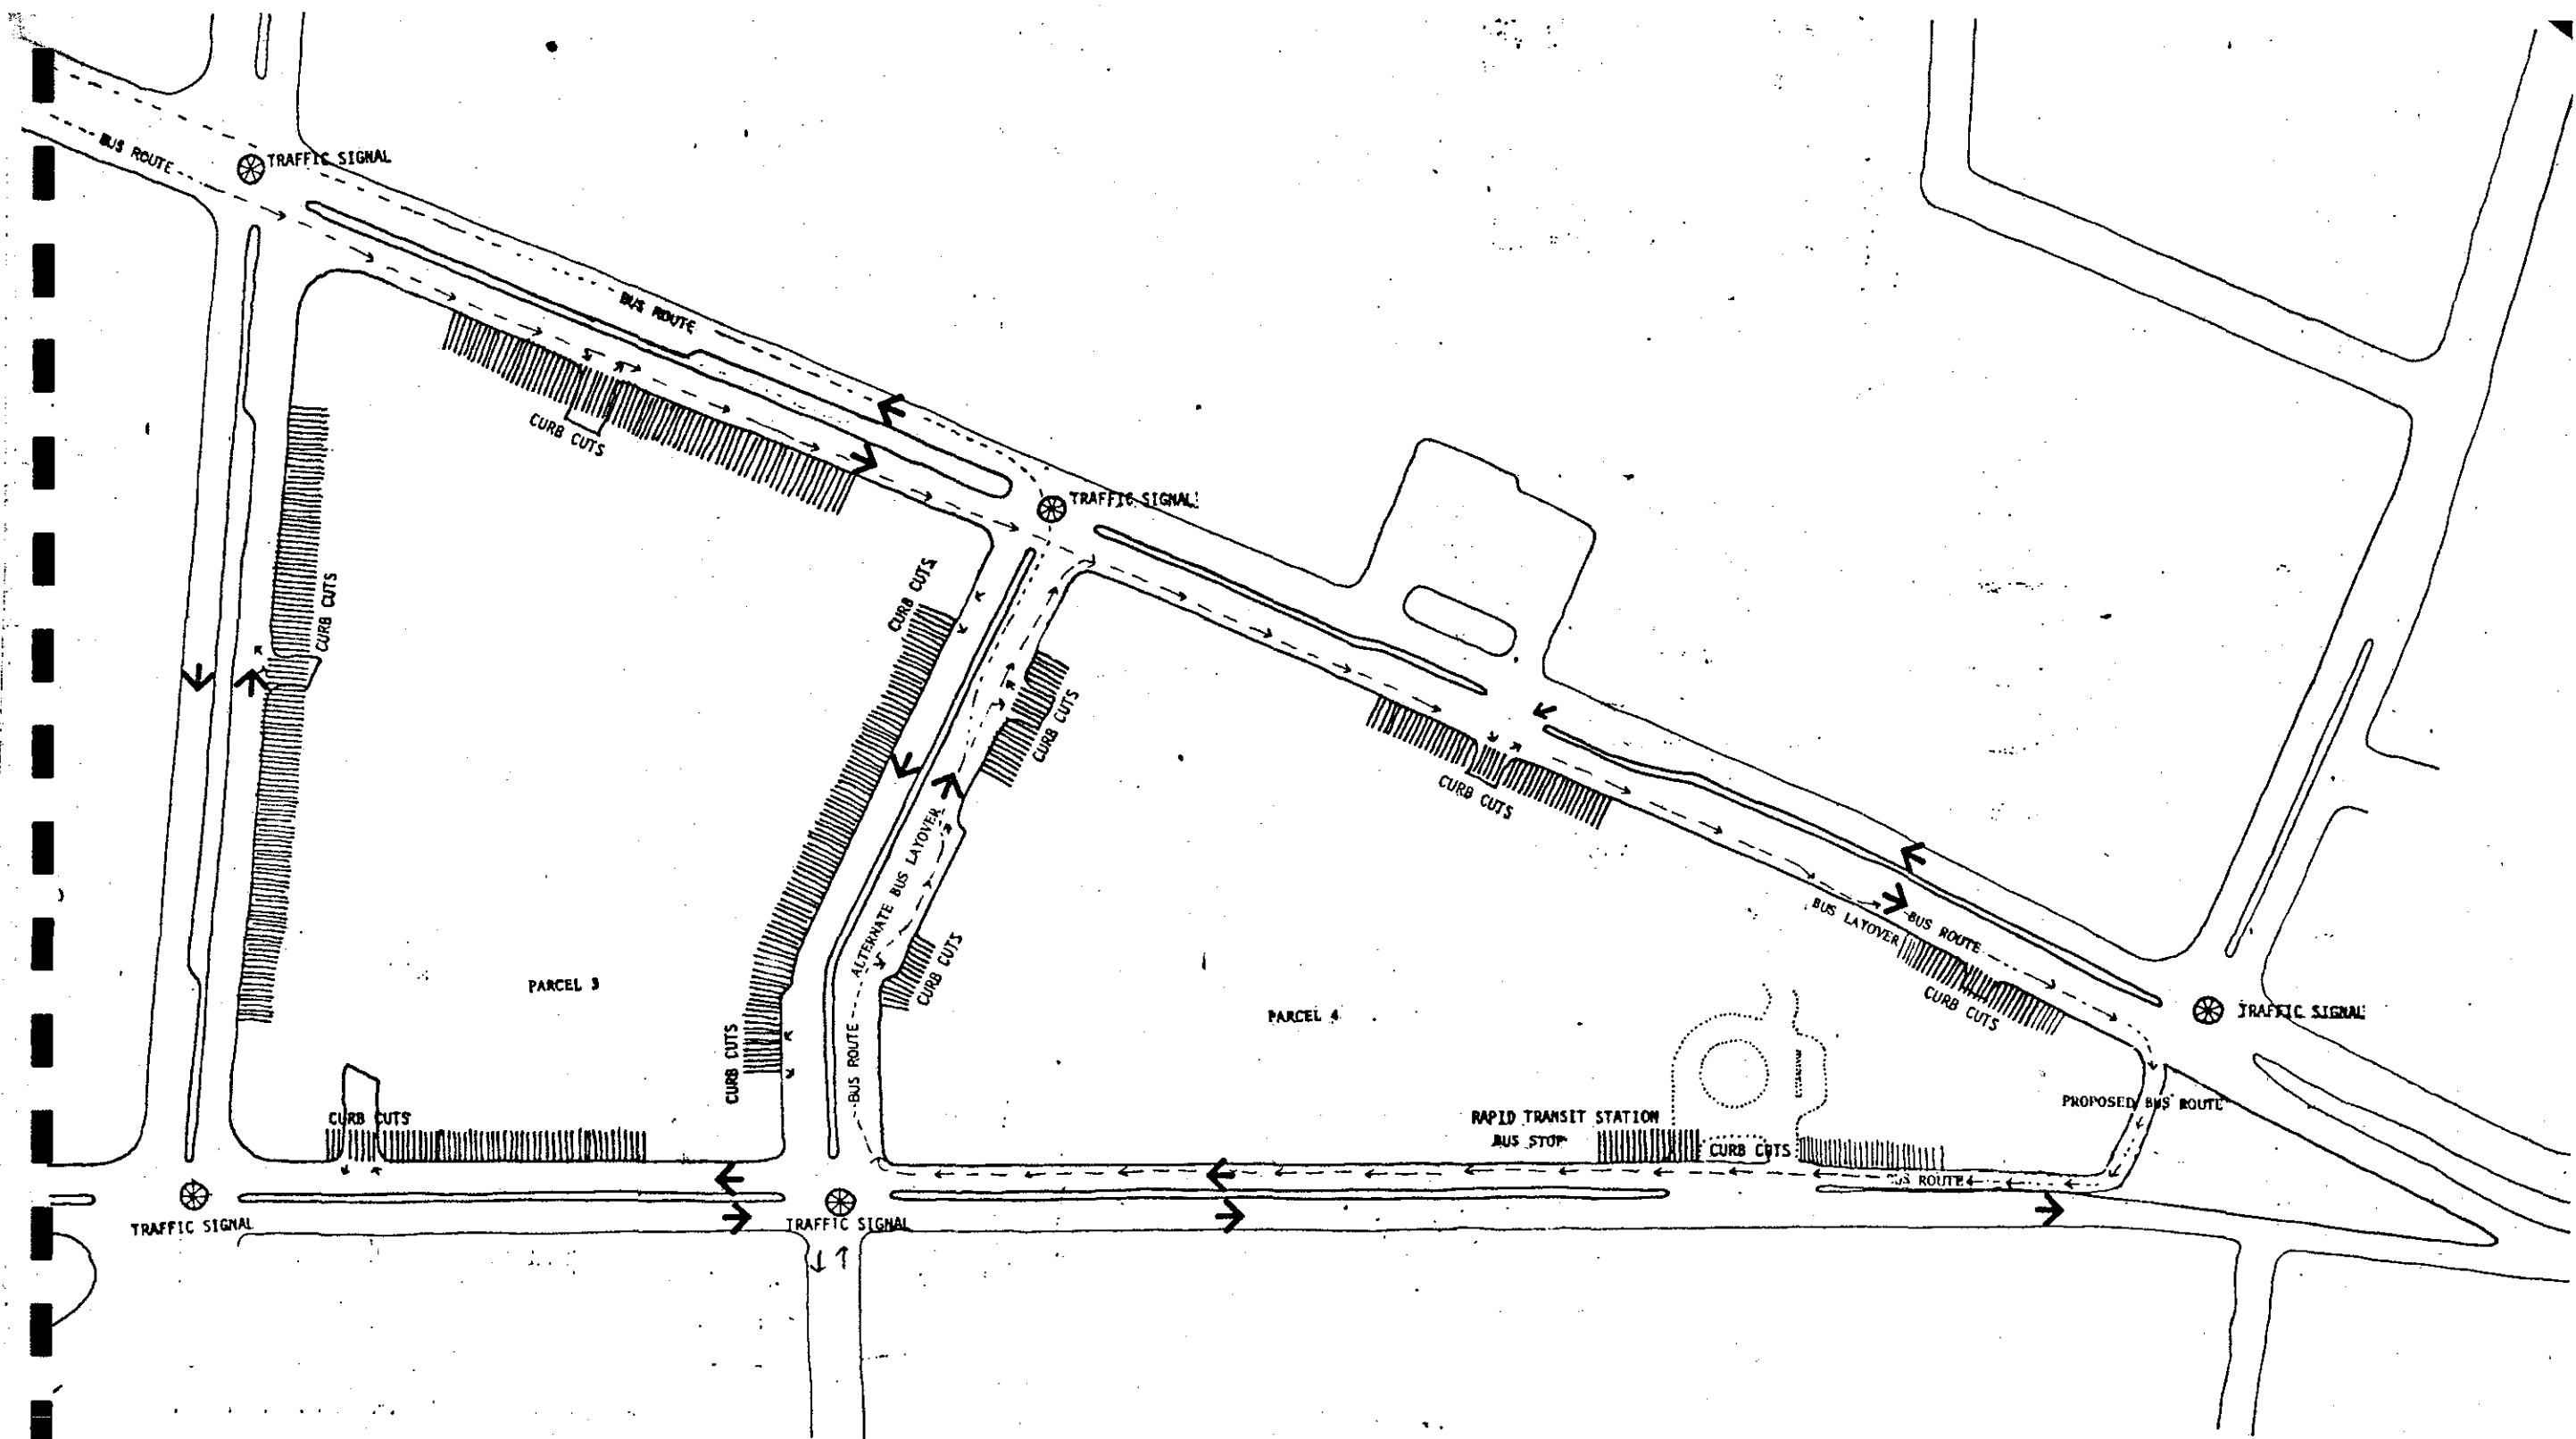 BUS ROUTE
TRAFFIC SIGNAL
BUS ROUTE
CURB CUTS
TRAFFIC SIGNAL
CURB CUTS
CURB CUTS
CURB CUTS
CURB CUTS
ALTERNATE BUS LAYOVER
BUS LAYOVER
BUS ROUTE
CURB CUTS
PARCEL 3
CURB CUTS
TRAFFIC SIGNAL
PARCEL 4
BUS ROUTE
CURB CUTS
PROPOSED BUS ROUTE
CURB CUTS
RAPID TRANSIT STATION
BUS STOP
CURB CUTS
BUS ROUTE
TRAFFIC SIGNAL
TRAFFIC SIGNAL